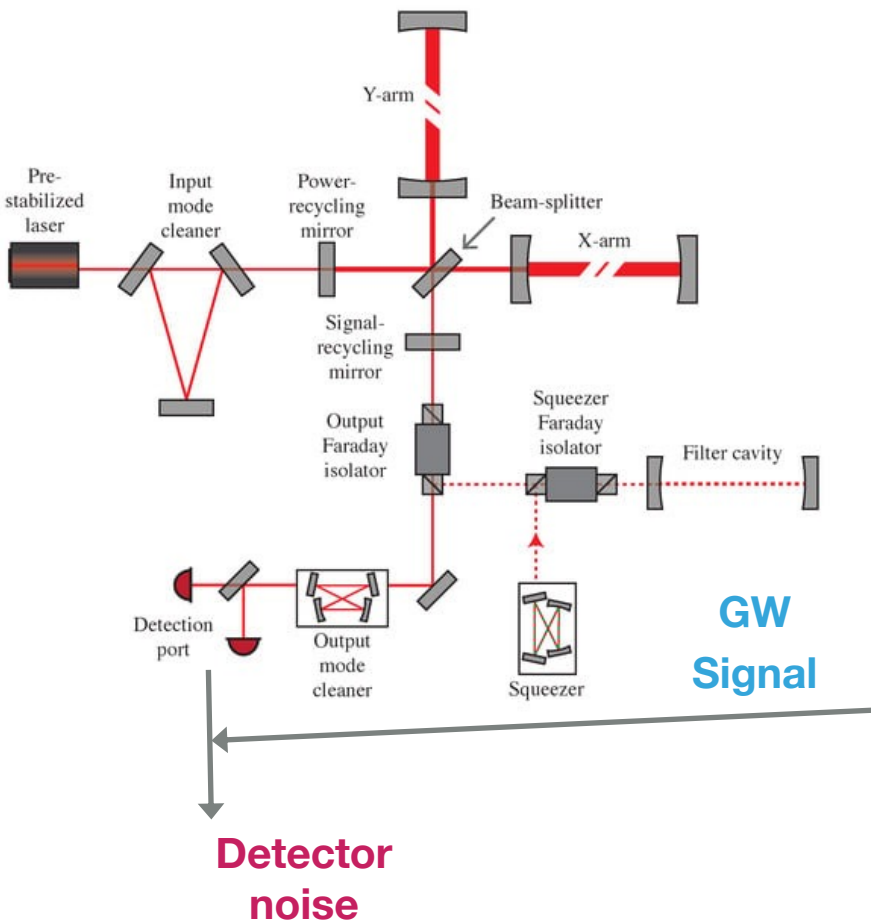 Y-arm
Pre-
stabilized
laser
Input
mode
cleaner
Power-
recycling
mirror
Beam-splitter
X-arm
Signal-
recycling
mirror
Output
Faraday
isolator
Squeezer
Faraday
isolator
Filter cavity
Detection
port
Output
mode
cleaner
Squeezer
GW
Signal
Detector
noise